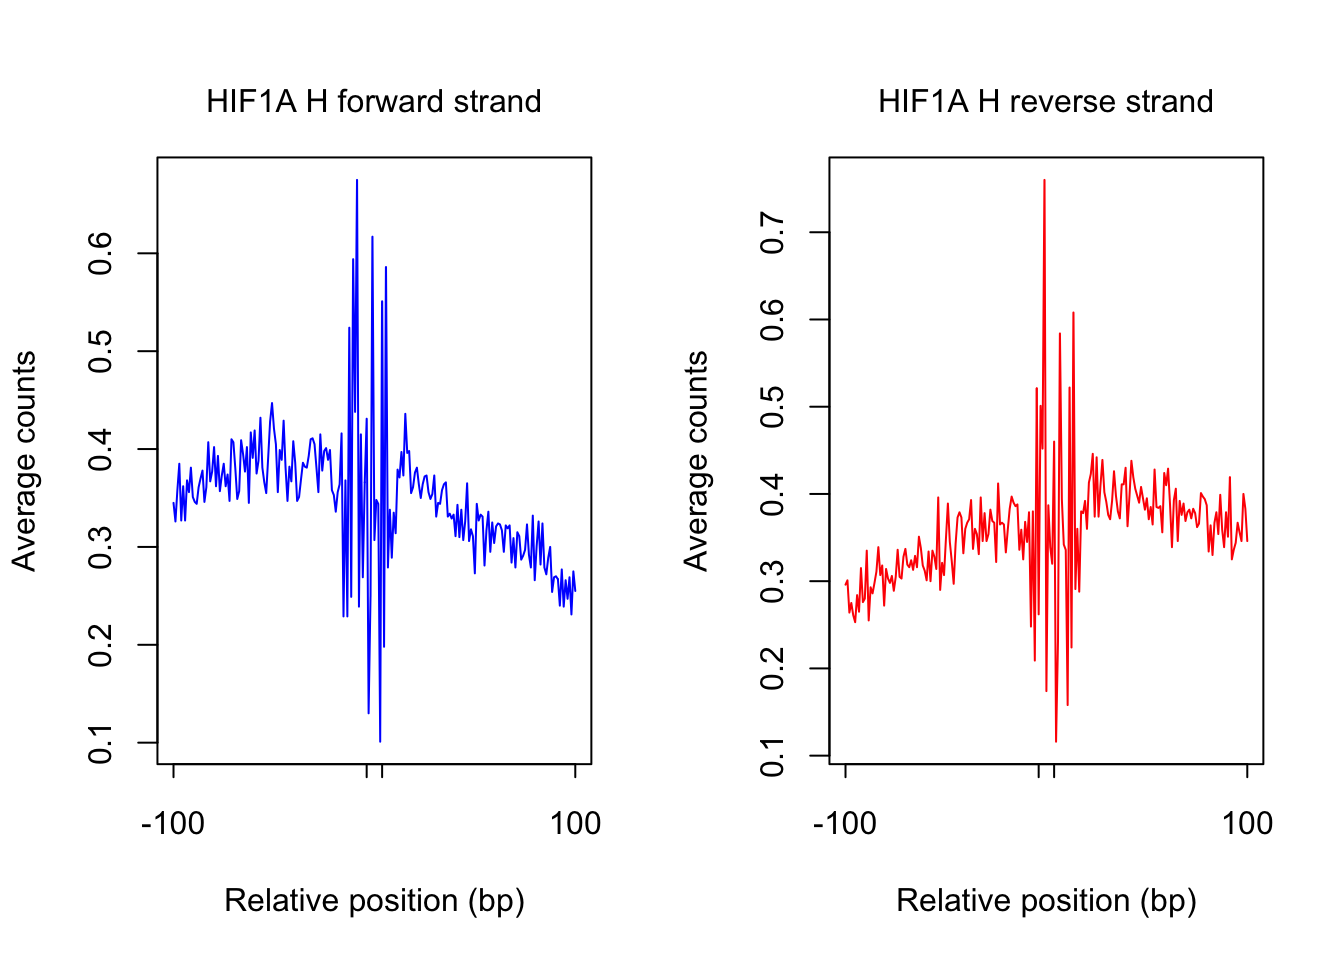 HIF1A H forward strand
Average counts
0.6
0.5
0.4
0.3
0.2
0.1
-100
100
Relative position (bp)
HIF1A H reverse strand
Average counts
0.7
0.6
0.5
0.4
0.3
0.2
0.1
-100
100
Relative position (bp)